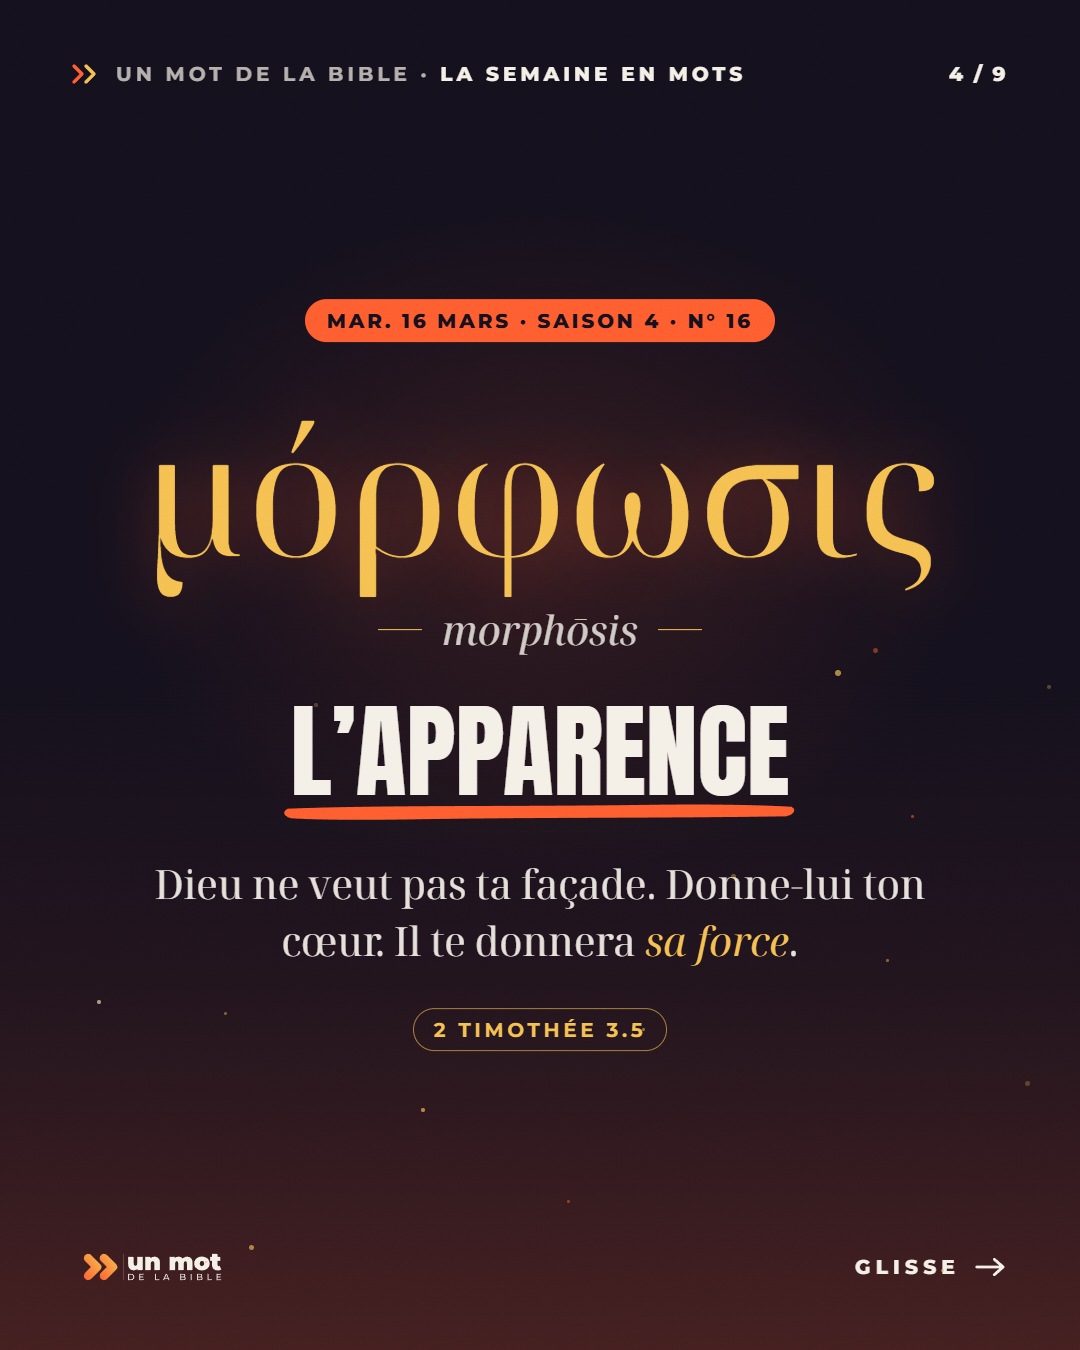 UN MOT DE LA BIBLE · LA SEMAINE EN MOTS
4 / 9
MAR. 16 MARS · SAISON 4 · N° 16
μόρφωσις
morphōsis
L’APPARENCE
Dieu ne veut pas ta façade. Donne-lui ton
cœur. Il te donnera sa force.
2 TIMOTHÉE 3.5
un mot
DE LA BIBLE
GLISSE →